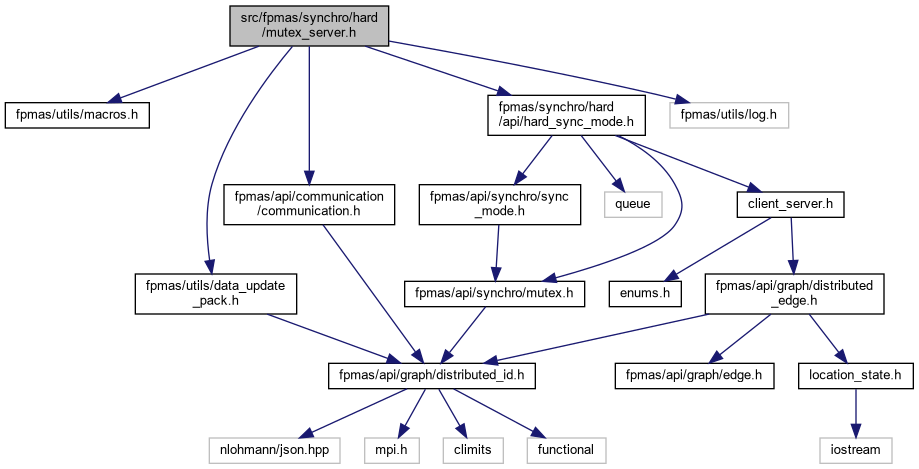 src/fpmas/synchro/hard
/mutex_server.h
fpmas/utils/macros.h
fpmas/synchro/hard
/api/hard_sync_mode.h
fpmas/utils/log.h
fpmas/api/communication
/communication.h
fpmas/api/synchro/sync
_mode.h
queue
client_server.h
fpmas/utils/data_update
_pack.h
fpmas/api/synchro/mutex.h
enums.h
fpmas/api/graph/distributed
_edge.h
fpmas/api/graph/distributed_id.h
fpmas/api/graph/edge.h
location_state.h
nlohmann/json.hpp
mpi.h
climits
functional
iostream